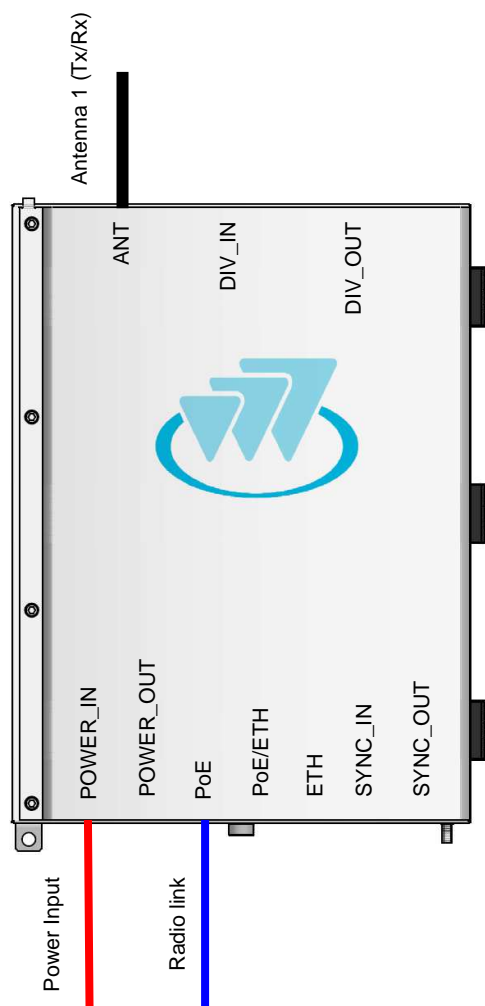 Antenna 1 (Tx/Rx)
ANT
DIV_IN
DIV_OUT
POWER_IN
POWER_OUT
PoE
PoE/ETH
ETH
SYNC_IN
SYNC_OUT
Power Input
Radio link